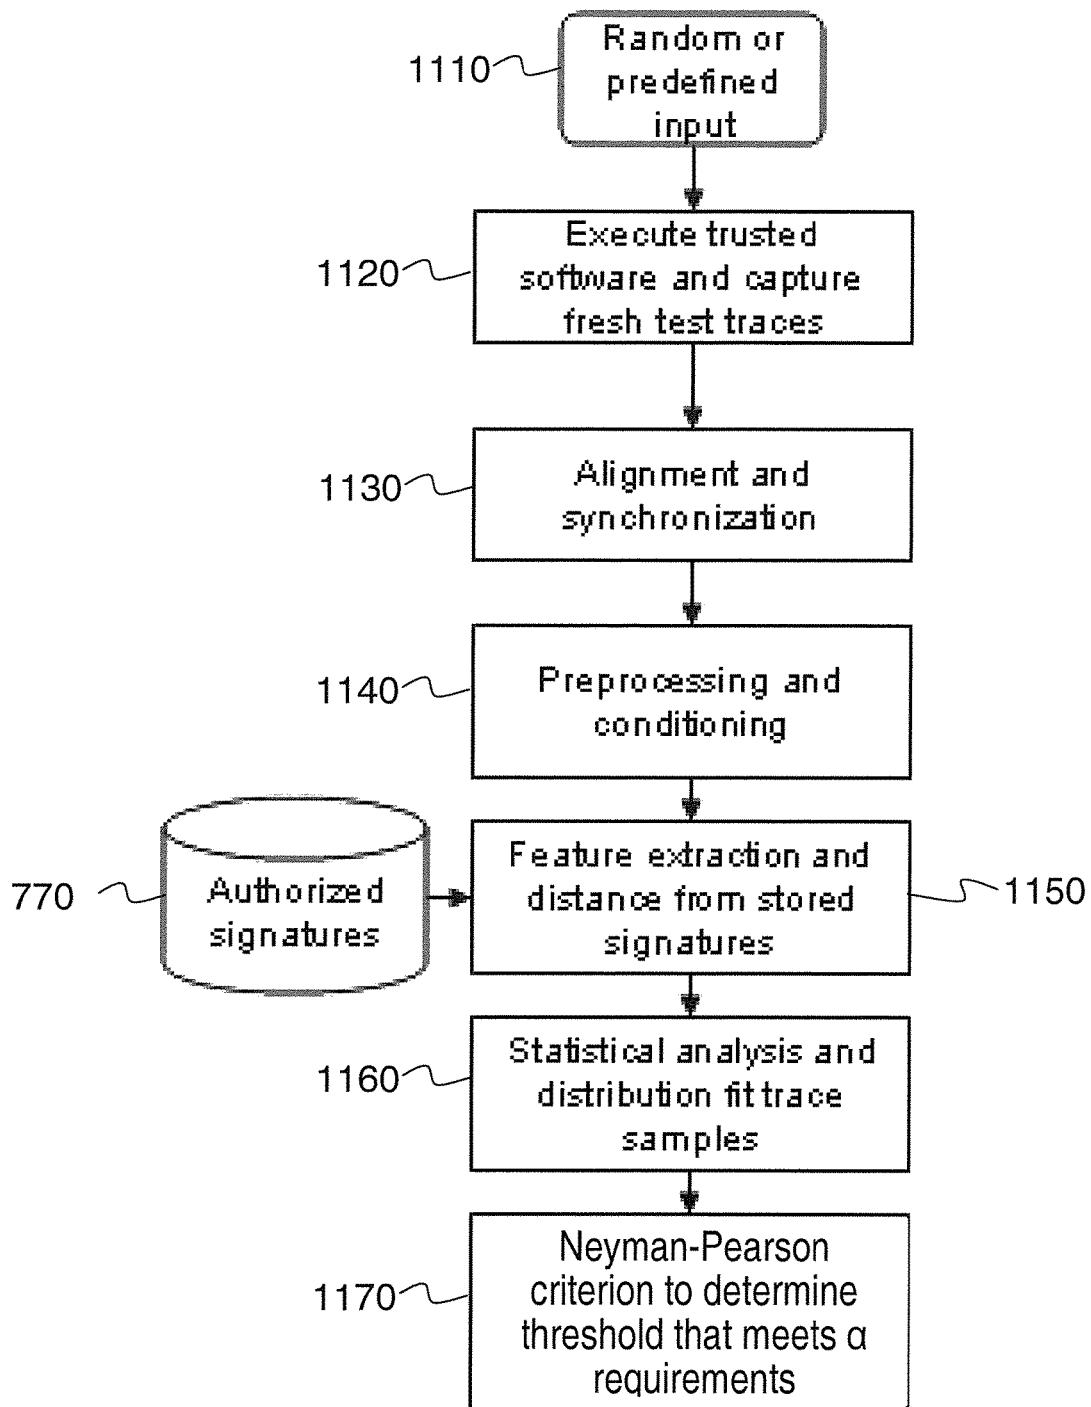 1110
Random or
predefined
input
1120
Execute trusted
software and capture
fresh test traces
1130
Alignment and
synchronization
1140
Preprocessing and
conditioning
770
Authorized
signatures
Feature extraction and
distance from stored
signatures
1150
1160
Statistical analysis and
distribution fit trace
samples
1170
Neyman-Pearson
criterion to determine
threshold that meets α
requirements